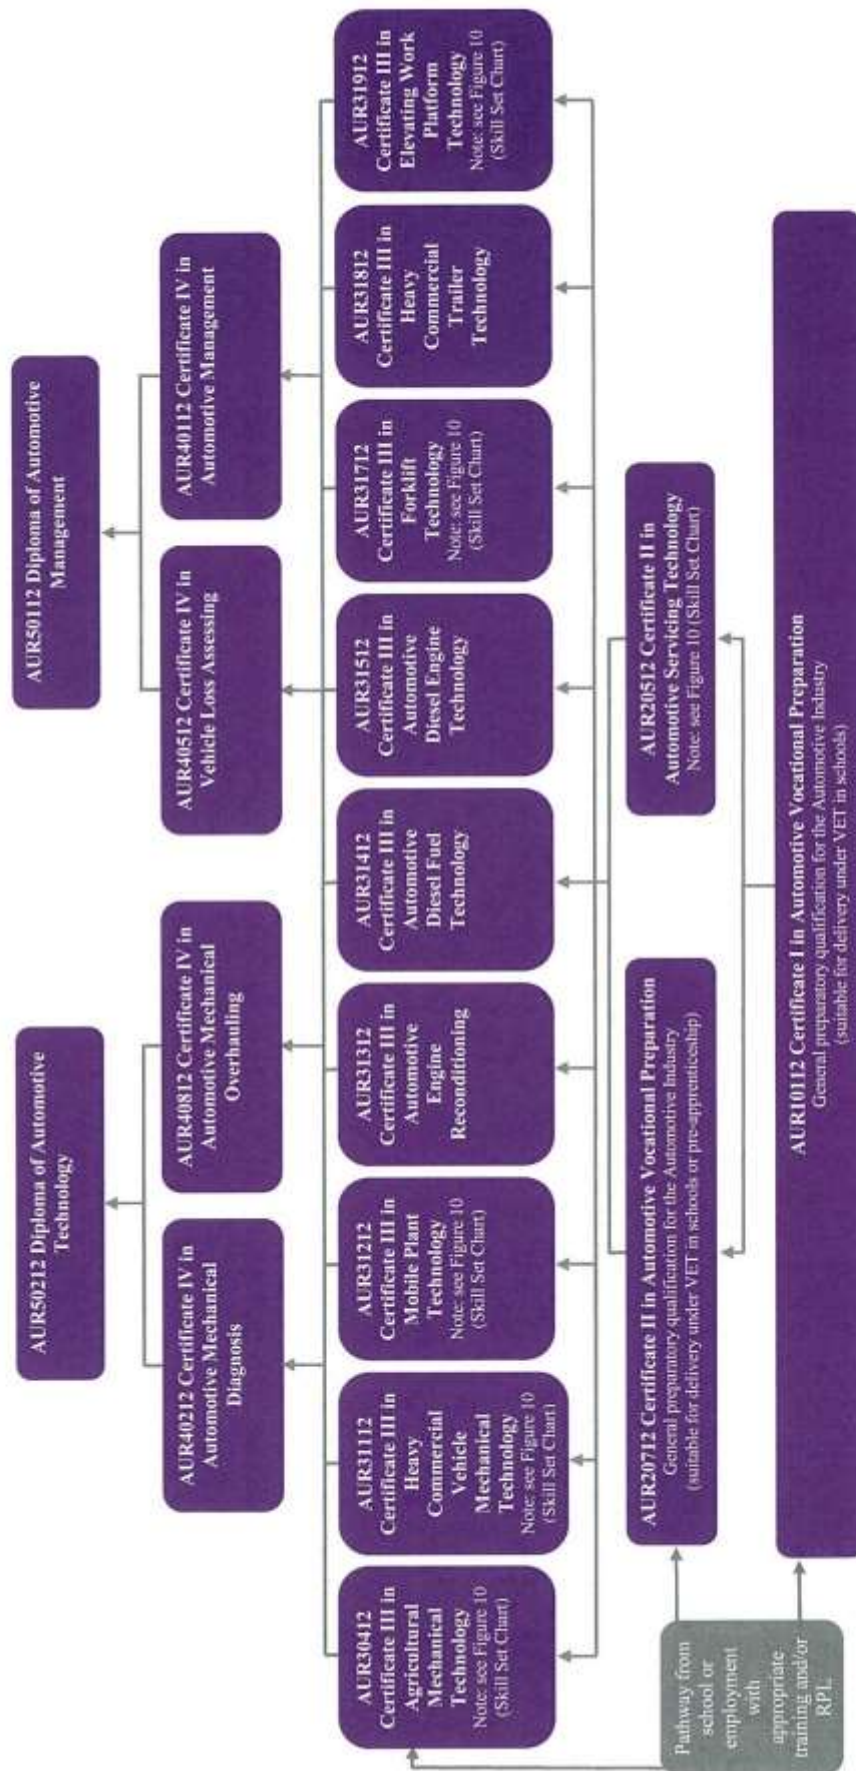 AUR50212 Diploma of Automotive
Technology
AUR50112 Diploma of Automotive
Management
AUR40212 Certificate IV in
Automotive Mechanical
Diagnosis
AUR40812 Certificate IV in
Automotive Mechanical
Overhauling
AUR40512 Certificate IV in
Vehicle Loss Assessing
AUR40112 Certificate IV in
Automotive Management
AUR30412
Certificate III in
Agricultural
Mechanical
Technology
Note: see Figure 10
(Skill Set Chart)
AUR31112
Certificate III in
Heavy
Commercial
Vehicle
Mechanical
Technology
Note: see Figure 10
(Skill Set Chart)
AUR31212
Certificate III in
Mobile Plant
Technology
Note: see Figure 10
(Skill Set Chart)
AUR31312
Certificate III in
Automotive
Engine
Reconditioning
AUR31412
Certificate III in
Automotive
Diesel Fuel
Technology
AUR31512
Certificate III in
Automotive
Diesel Engine
Technology
AUR31712
Certificate III in
Forklift
Technology
Note: see Figure 10
(Skill Set Chart)
AUR31812
Certificate III in
Heavy
Commercial
Trailer
Technology
AUR31912
Certificate III in
Elevating Work
Platform
Technology
Note: see Figure 10
(Skill Set Chart)
AUR20712 Certificate II in Automotive Vocational Preparation
General preparatory qualification for the Automotive Industry
(suitable for delivery under VET in schools or pre-apprenticeship)
AUR20512 Certificate II in
Automotive Servicing Technology
Note: see Figure 10 (Skill Set Chart)
Pathway from
school or
employment
with
appropriate
training and/or
RPL
AUR10112 Certificate I in Automotive Vocational Preparation
General preparatory qualification for the Automotive Industry
(suitable for delivery under VET in schools)